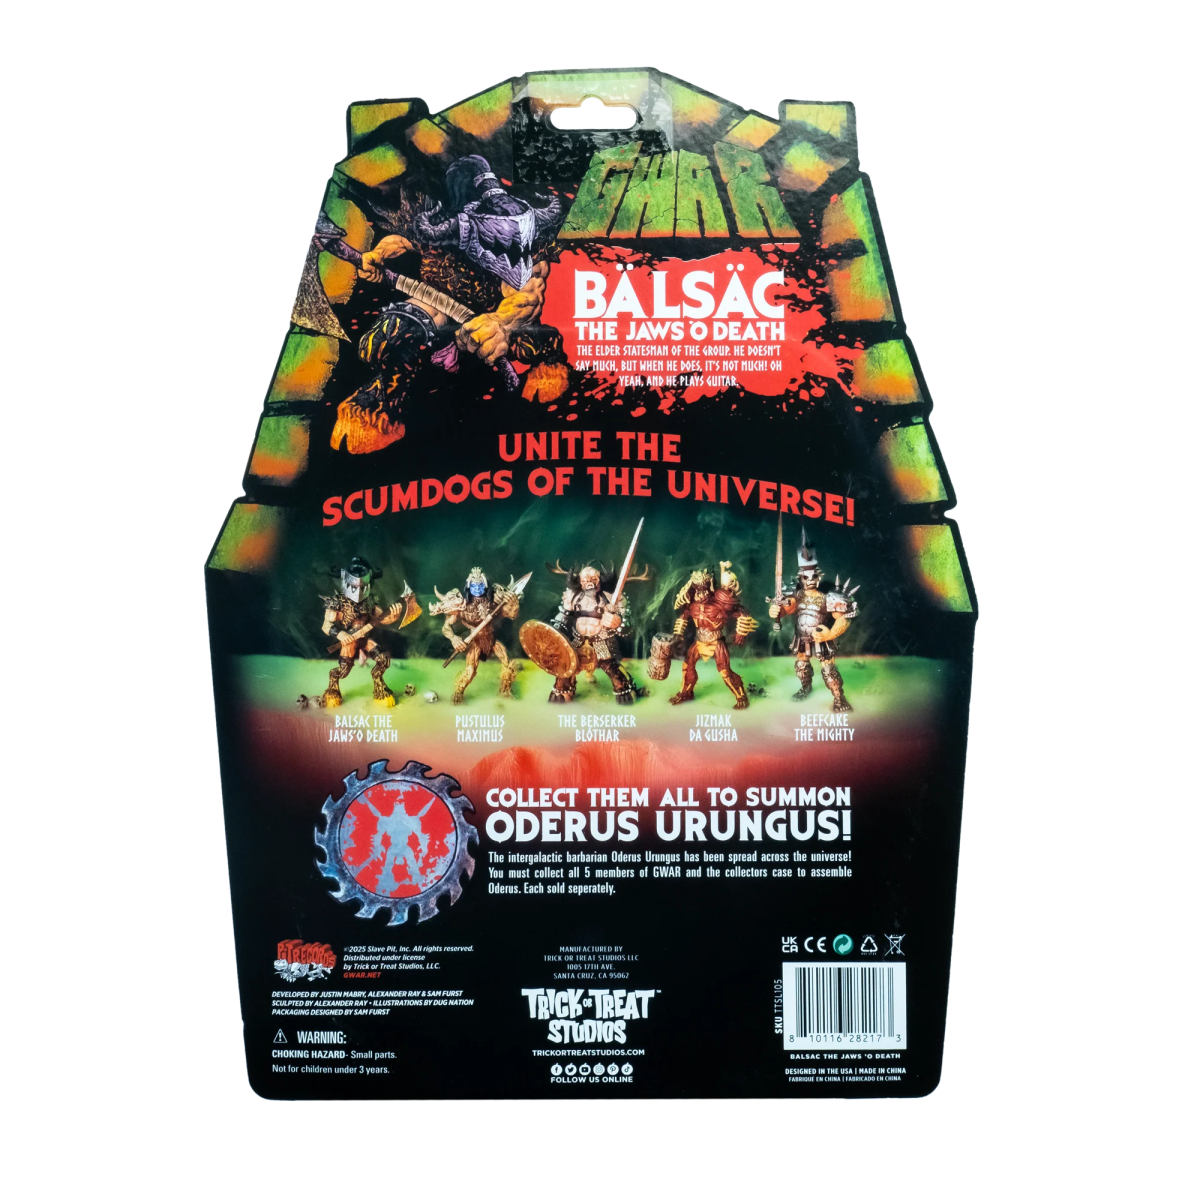 GWAR
BÄLSÄC
THE JAWS 'O DEATH
THE ELDER STATESMAN OF THE GROUP. HE DOESN'T
SAY MUCH, BUT WHEN HE DOES, IT'S NOT MUCH! OH
YEAH, AND HE PLAYS GUITAR.
UNITE THE
SCUMDOGS OF THE UNIVERSE!
BALSAC THE
JAWS'O DEATH
PUSTULUS
MAXIMUS
THE BERSERKER
BLÓTHAR
JIZMAK
DA GUSHA
BEEFCAKE
THE MIGHTY
COLLECT THEM ALL TO SUMMON
ODERUS URUNGUS!
The intergalactic barbarian Oderus Urungus has been spread across the universe!
You must collect all 5 members of GWAR and the collectors case to assemble
Oderus. Each sold seperately.
PIT RECORDS
©2025 Slave Pit, Inc. All rights reserved.
Distributed under license
by Trick or Treat Studios, LLC.
GWAR.NET
DEVELOPED BY JUSTIN MABRY, ALEXANDER RAY & SAM FURST
SCULPTED BY ALEXANDER RAY • ILLUSTRATIONS BY DUG NATION
PACKAGING DESIGNED BY SAM FURST
WARNING:
CHOKING HAZARD- Small parts.
Not for children under 3 years.
MANUFACTURED BY
TRICK OR TREAT STUDIOS LLC
1005 17TH AVE.
SANTA CRUZ, CA 95062
TRICK OR TREAT™
STUDIOS
TRICKORTREATSTUDIOS.COM
FOLLOW US ONLINE
UK
CA CE
SKU TTSL105
8 10116 28217 3
BALSAC THE JAWS 'O DEATH
DESIGNED IN THE USA | MADE IN CHINA
FABRIQUÉ EN CHINA | FABRICADO EN CHINA